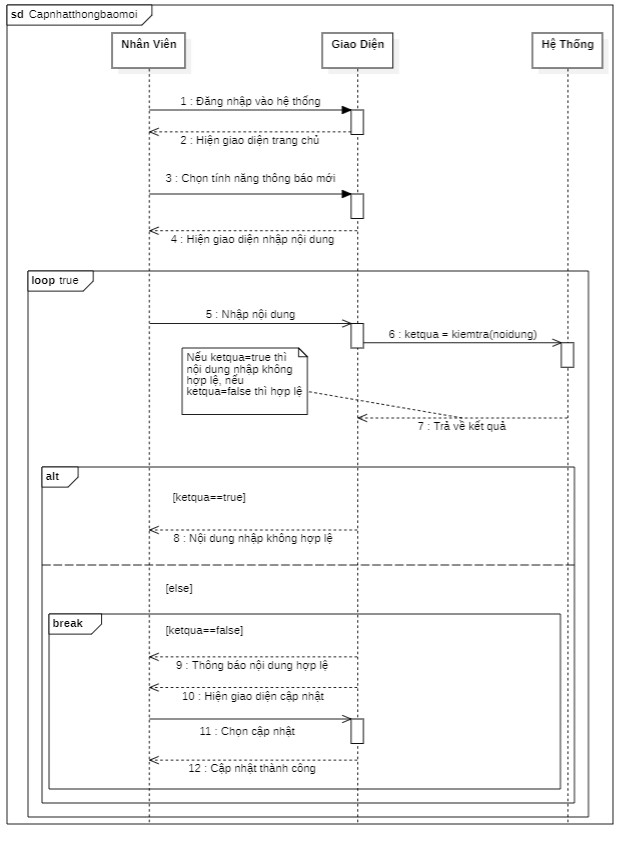 sd Capnhatthongbaomoi
Nhân Viên
Giao Diện
Hệ Thống
1 : Đăng nhập vào hệ thống
2 : Hiện giao diện trang chủ
3 : Chọn tính năng thông báo mới
4 : Hiện giao diện nhập nội dung
loop true
5 : Nhập nội dung
6 : ketqua = kiemtra(noidung)
Nếu ketqua=true thì
nội dung nhập không
hợp lệ, nếu
ketqua=false thì hợp lệ
7 : Trả về kết quả
alt
[ketqua==true]
8 : Nội dung nhập không hợp lệ
[else]
break
[ketqua==false]
9 : Thông báo nội dung hợp lệ
10 : Hiện giao diện cập nhật
11 : Chọn cập nhật
12 : Cập nhật thành công